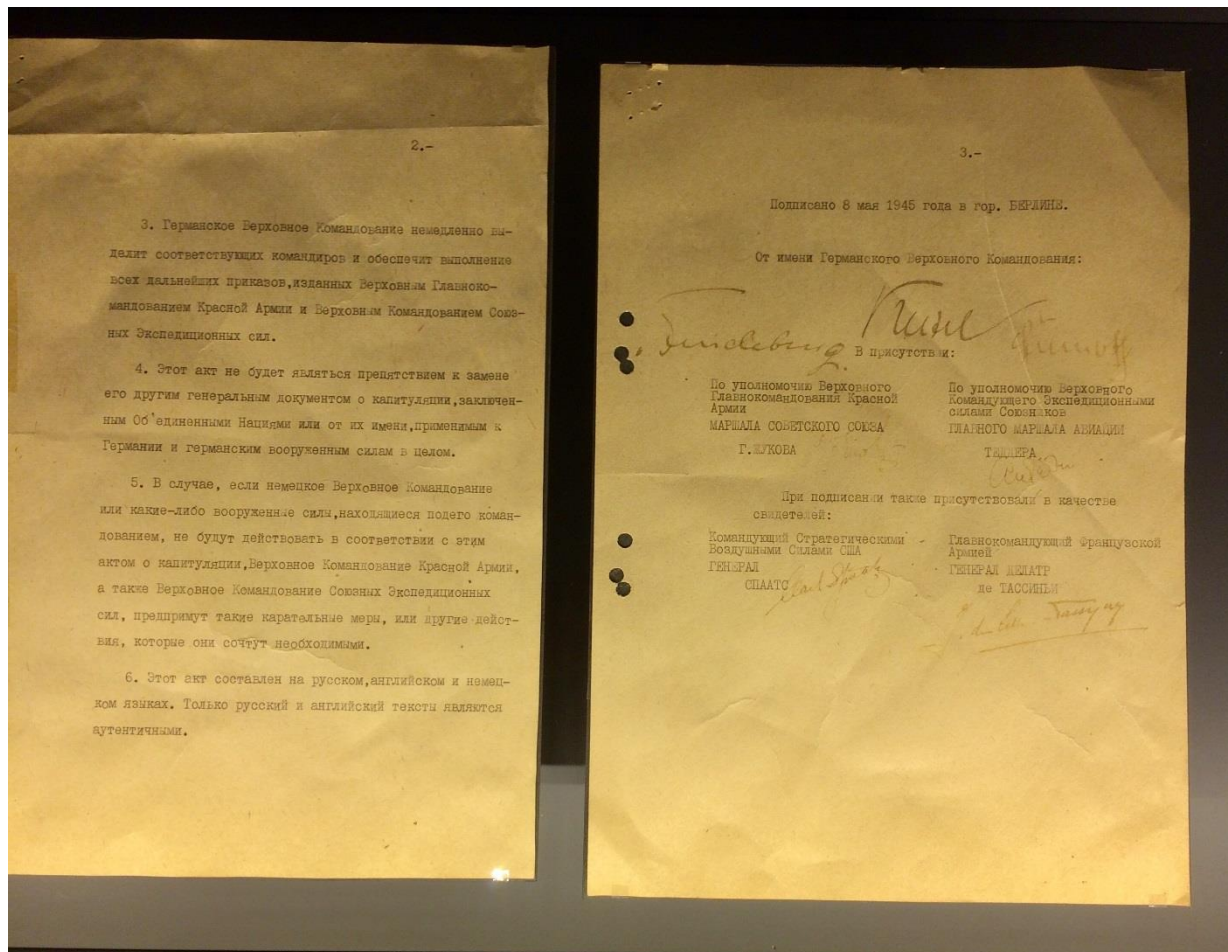 2.-
3. Германское Верховное Командование немедленно вы-
делит соответствующих командиров и обеспечит выполнение
всех дальнейших приказов,изданных Верховным Главноко-
мандованием Красной Армии и Верховным Командованием Союз-
ных Экспедиционных сил.
4. Этот акт не будет являться препятствием к замене
его другим генеральным документом о капитуляции,заключен-
ным Об'единенными Нациями или от их имени,применимым к
Германии и германским вооруженным силам в целом.
5. В случае, если немецкое Верховное Командование
или какие-либо вооруженные силы,находящиеся подего коман-
дованием, не будут действовать в соответствии с этим
актом о капитуляции,Верховное Командование Красной Армии,
а также Верховное Командование Союзных Экспедиционных
сил, предпримут такие карательные меры, или другие дейст-
вия, которые они сочтут необходимыми.
6. Этот акт составлен на русском,английском и немец-
ком языках. Только русский и английский тексты являются
аутентичными.
3.-
Подписано 8 мая 1945 года в гор. БЕРЛИНЕ.
От имени Германского Верховного Командования:
Keitel
В присутствии:
По уполномочию Верховного
Главнокомандования Красной
Армии
МАРШАЛА СОВЕТСКОГО СОЮЗА
Г.ЖУКОВА
По уполномочию Верховного
Командующего Экспедиционными
силами Союзников
ГЛАВНОГО МАРШАЛА АВИАЦИИ
ТЕДДЕРА
При подписании также присутствовали в качестве
свидетелей:
Командующий Стратегическими
Воздушными Силами США
ГЕНЕРАЛ
СПААТС
Главнокомандующий Французской
Армией
ГЕНЕРАЛ ДЕЛАТР
де ТАССИНЬИ